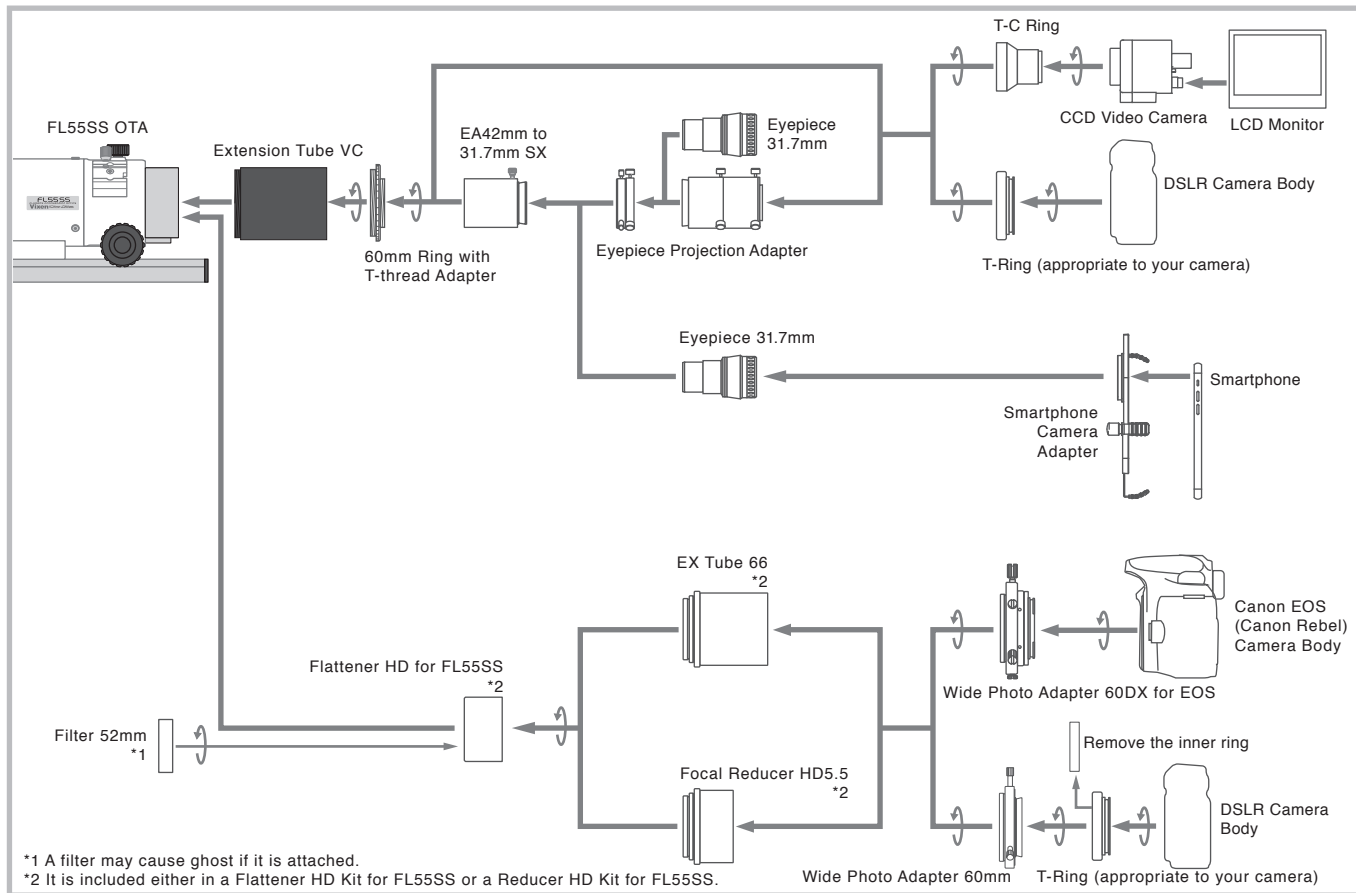 T-C Ring
CCD Video Camera
LCD Monitor
FL55SS OTA
Extension Tube VC
EA42mm to
31.7mm SX
Eyepiece
31.7mm
DSLR Camera Body
FL55SS
Vixen
60mm Ring with
T-thread Adapter
Eyepiece Projection Adapter
T-Ring (appropriate to your camera)
Eyepiece 31.7mm
Smartphone
Smartphone
Camera
Adapter
EX Tube 66
*2
Canon EOS
(Canon Rebel)
Camera Body
Flattener HD for FL55SS
*2
Wide Photo Adapter 60DX for EOS
Filter 52mm
*1
Remove the inner ring
Focal Reducer HD5.5
*2
DSLR Camera
Body
Wide Photo Adapter 60mm
T-Ring (appropriate to your camera)
*1 A filter may cause ghost if it is attached.
*2 It is included either in a Flattener HD Kit for FL55SS or a Reducer HD Kit for FL55SS.